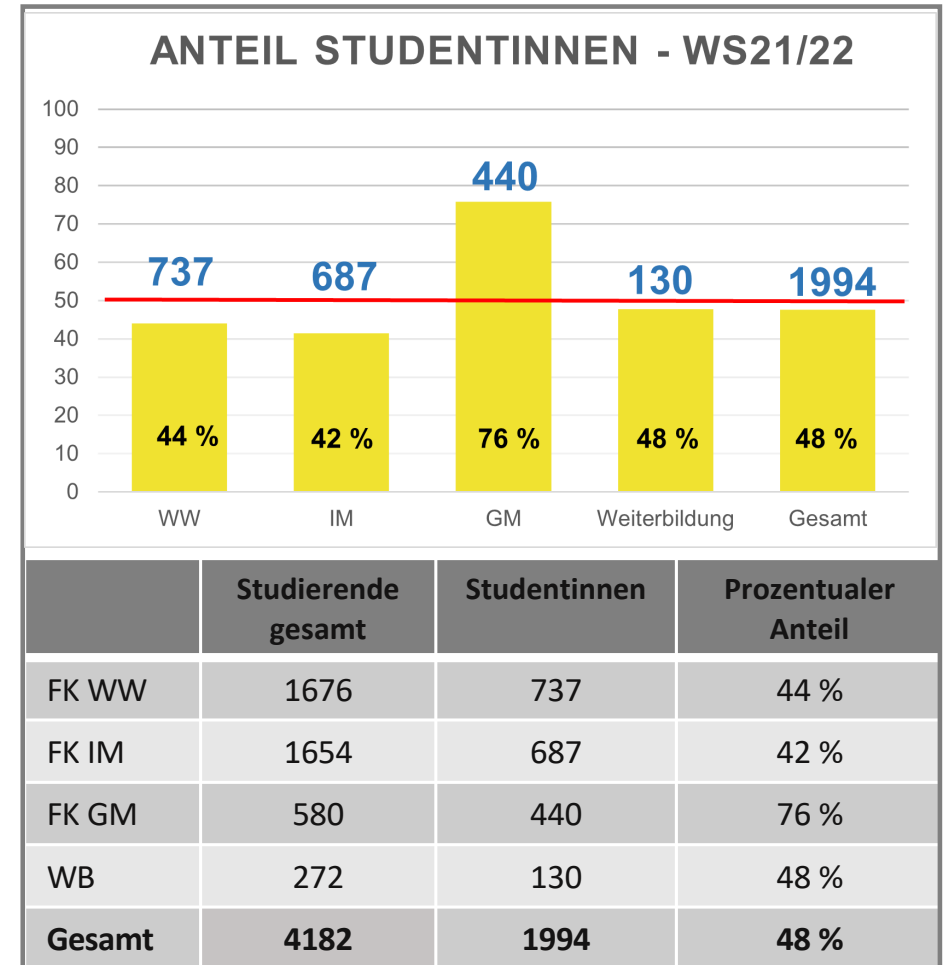 ANTEIL STUDENTINNEN - WS21/22
100
90
80
70
60
50
40
30
20
10
0
737
687
440
130
1994
44 %
42 %
76 %
48 %
48 %
WW
IM
GM
Weiterbildung
Gesamt
Studierende gesamt
Studentinnen
Prozentualer Anteil
FK WW 1676 737 44 %
FK IM 1654 687 42 %
FK GM 580 440 76 %
WB 272 130 48 %
Gesamt 4182 1994 48 %